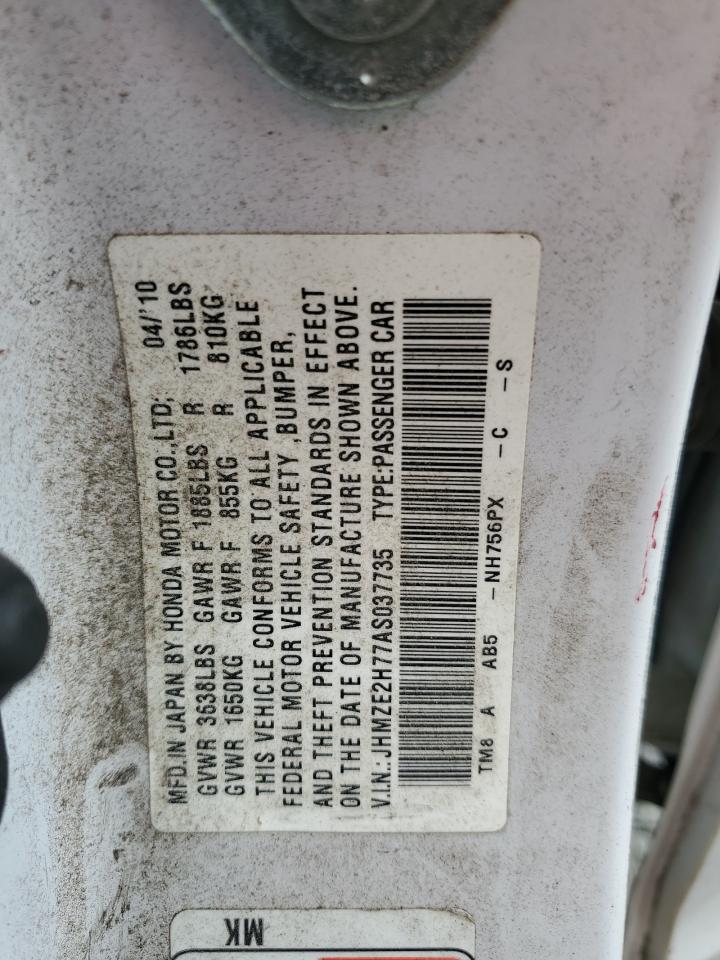 MFD.IN JAPAN BY HONDA MOTOR CO.,LTD; 04/'10
GVWR 3638LBS GAWR F 1885LBS R 1786LBS
GVWR 1650KG GAWR F 855KG R 810KG
THIS VEHICLE CONFORMS TO ALL APPLICABLE
FEDERAL MOTOR VEHICLE SAFETY ,BUMPER,
AND THEFT PREVENTION STANDARDS IN EFFECT
ON THE DATE OF MANUFACTURE SHOWN ABOVE.
V.I.N.: JHMZE2H77AS037735 TYPE:PASSENGER CAR
TM8 A AB5 -NH756PX -C -S
MK